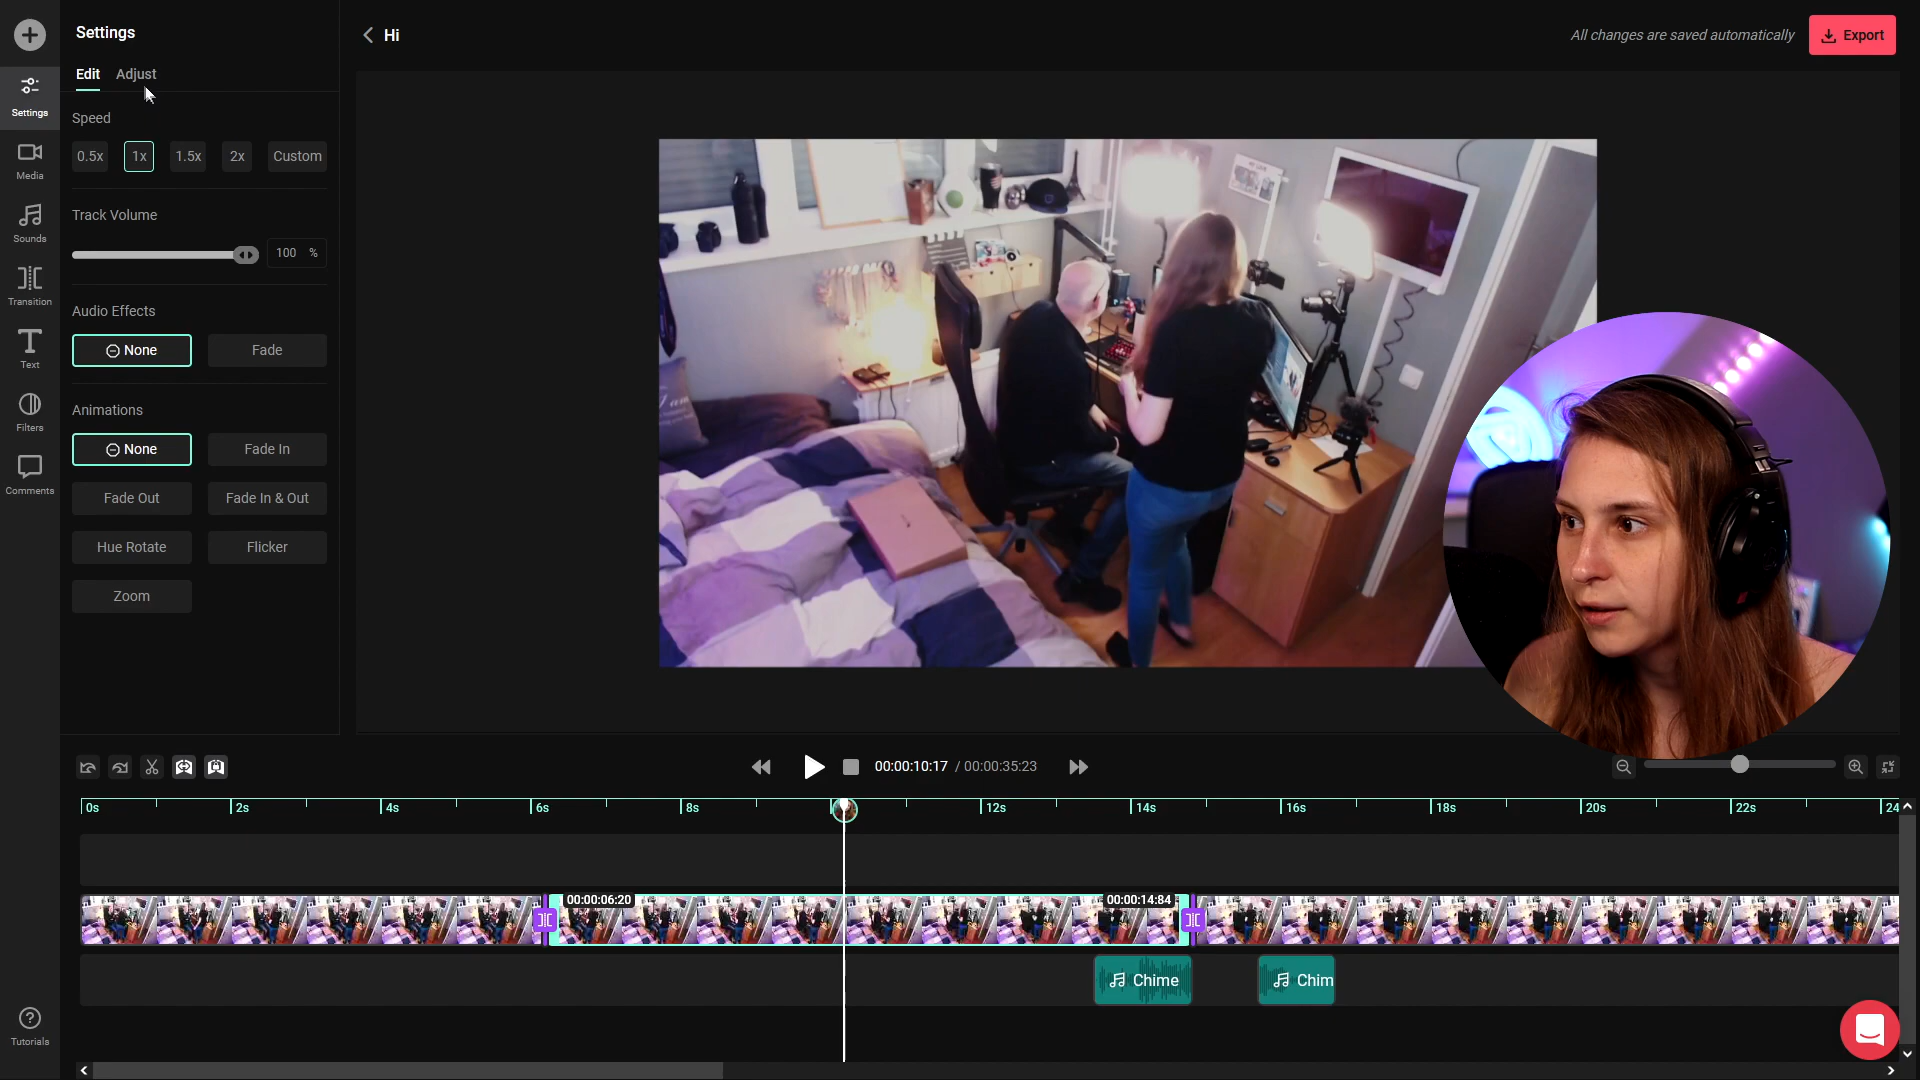 Settings
Edit
Adjust
Speed
0.5x
1x
1.5x
2x
Custom
Track Volume
100 %
Audio Effects
None
Fade
Animations
None
Fade In
Fade Out
Fade In & Out
Hue Rotate
Flicker
Zoom
Settings
Media
Sounds
Transition
Text
Filters
Comments
Tutorials
Hi
All changes are saved automatically
Export
00:00:10:17 / 00:00:35:23
0s
2s
4s
6s
8s
12s
14s
16s
18s
20s
22s
24
00:00:06:20
00:00:14:84
Chime
Chim